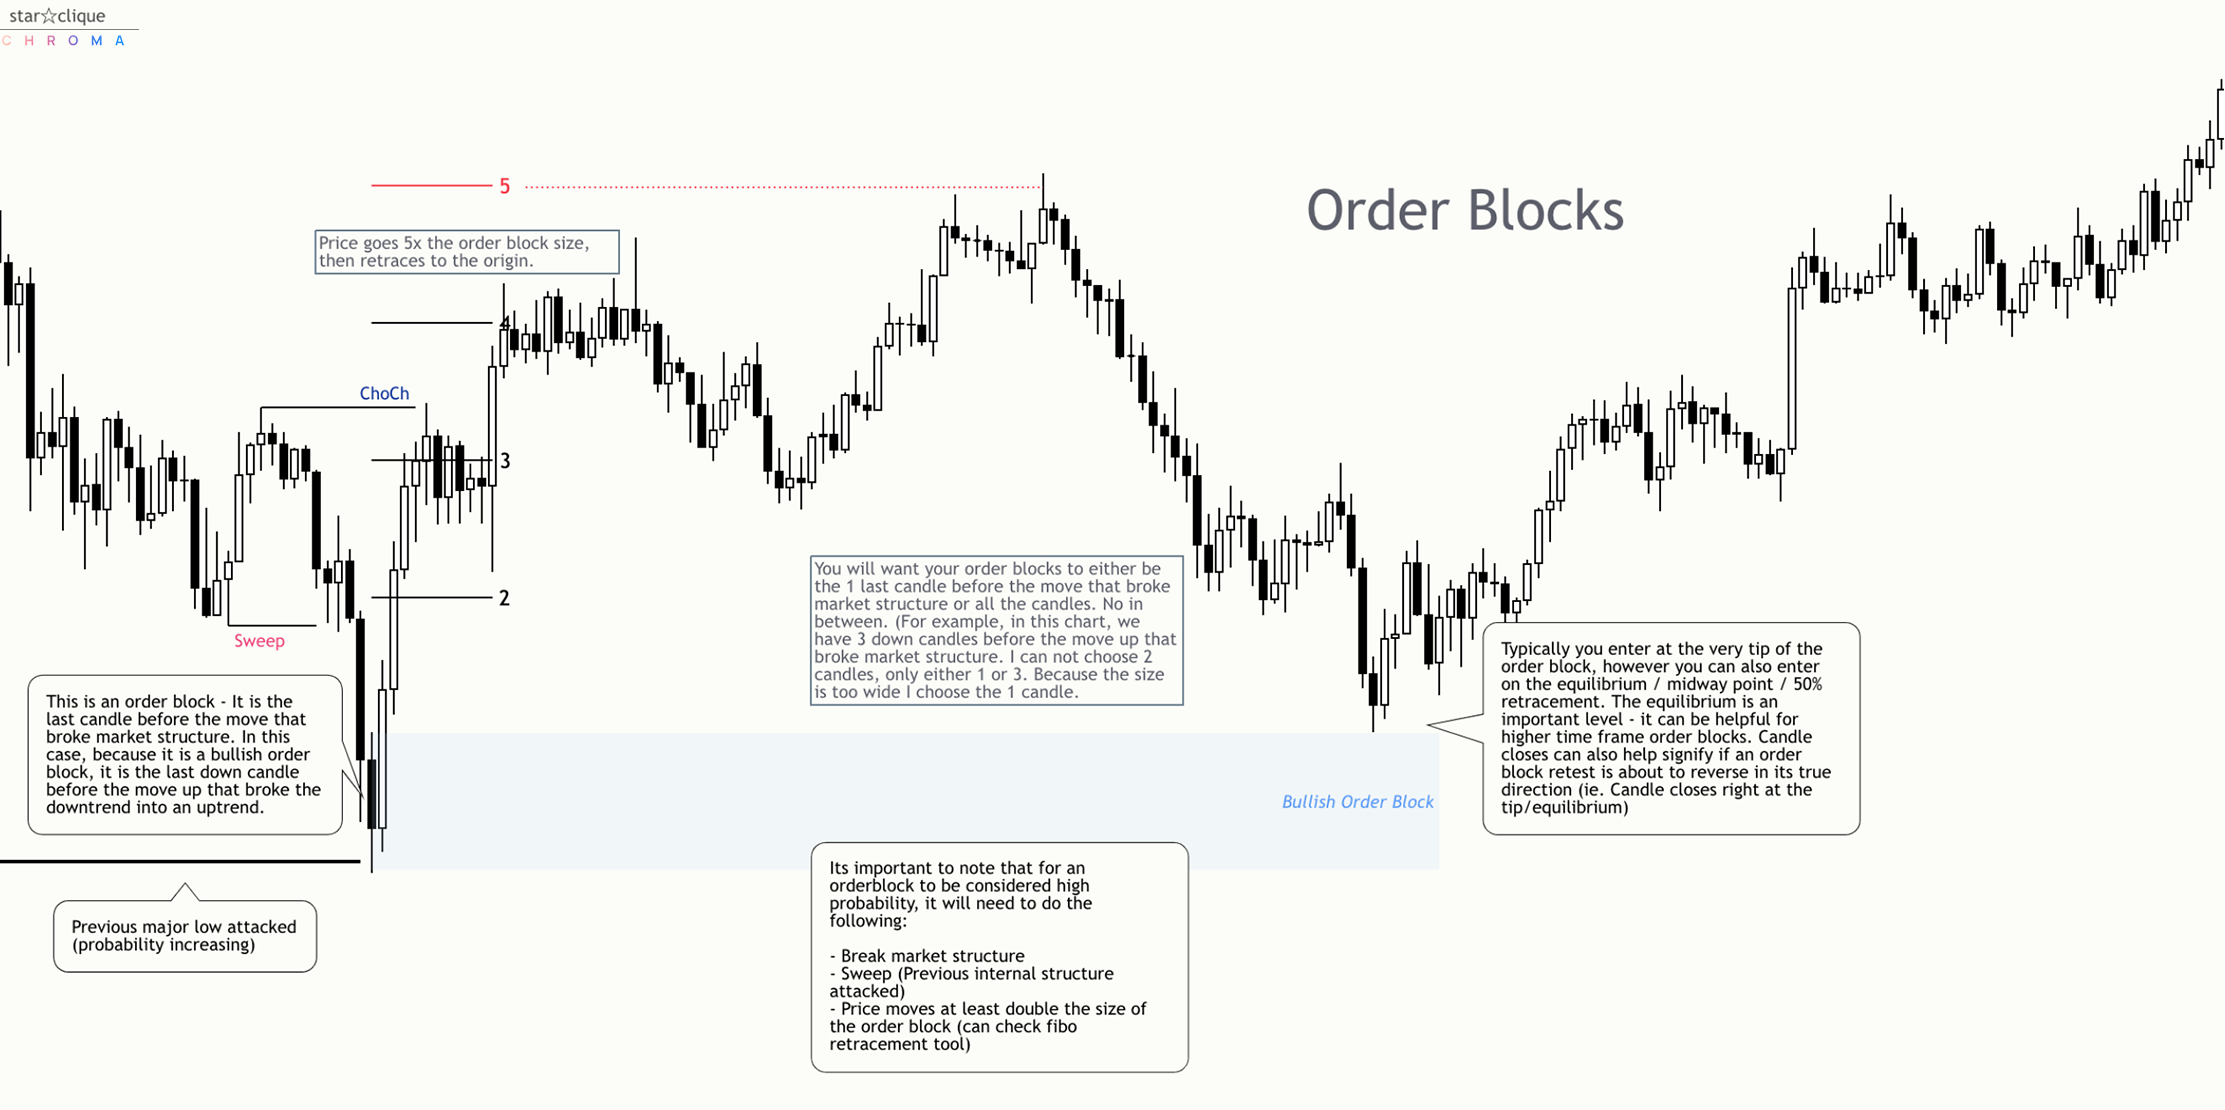 star☆clique
CHROMA
Order Blocks
5
Price goes 5x the order block size,
then retraces to the origin.
4
ChoCh
3
2
Sweep
This is an order block - It is the
last candle before the move that
broke market structure. In this
case, because it is a bullish order
block, it is the last down candle
before the move up that broke the
downtrend into an uptrend.
Previous major low attacked
(probability increasing)
You will want your order blocks to either be
the 1 last candle before the move that broke
market structure or all the candles. No in
between. (For example, in this chart, we
have 3 down candles before the move up that
broke market structure. I can not choose 2
candles, only either 1 or 3. Because the size
is too wide I choose the 1 candle.
Bullish Order Block
Its important to note that for an
orderblock to be considered high
probability, it will need to do the
following:
- Break market structure
- Sweep (Previous internal structure
attacked)
- Price moves at least double the size of
the order block (can check fibo
retracement tool)
Typically you enter at the very tip of the
order block, however you can also enter
on the equilibrium / midway point / 50%
retracement. The equilibrium is an
important level - it can be helpful for
higher time frame order blocks. Candle
closes can also help signify if an order
block retest is about to reverse in its true
direction (ie. Candle closes right at the
tip/equilibrium)